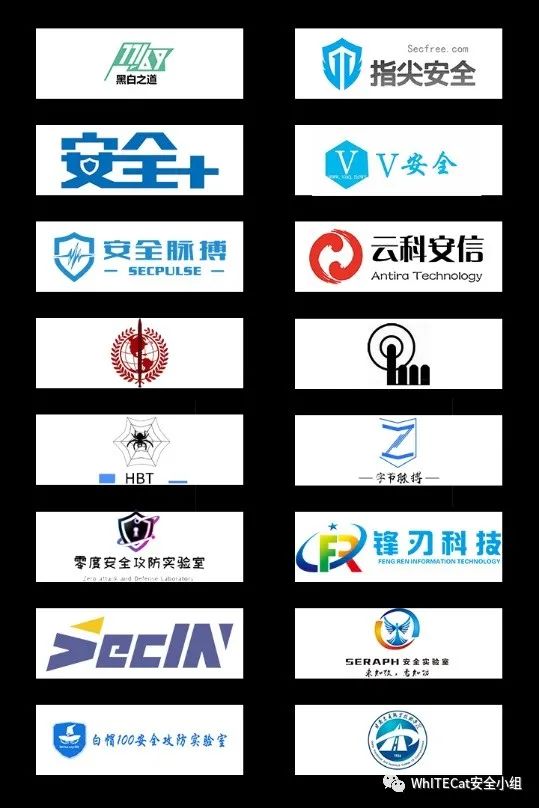 黑白之道
Secfree.com
指尖安全
安全+
V
V安全
安全脉搏
SECPULSE
云科安信
Antira Technology
HBT
字节脉搏
零度安全攻防实验室
Zero attack and Defense Laboratory
FR
锋刃科技
FENG REN INFORMATION TECHNOLOGY
SecIN
SERAPH 安全实验室
未知攻,焉知防
白帽100安全攻防实验室
WhITECat安全小组